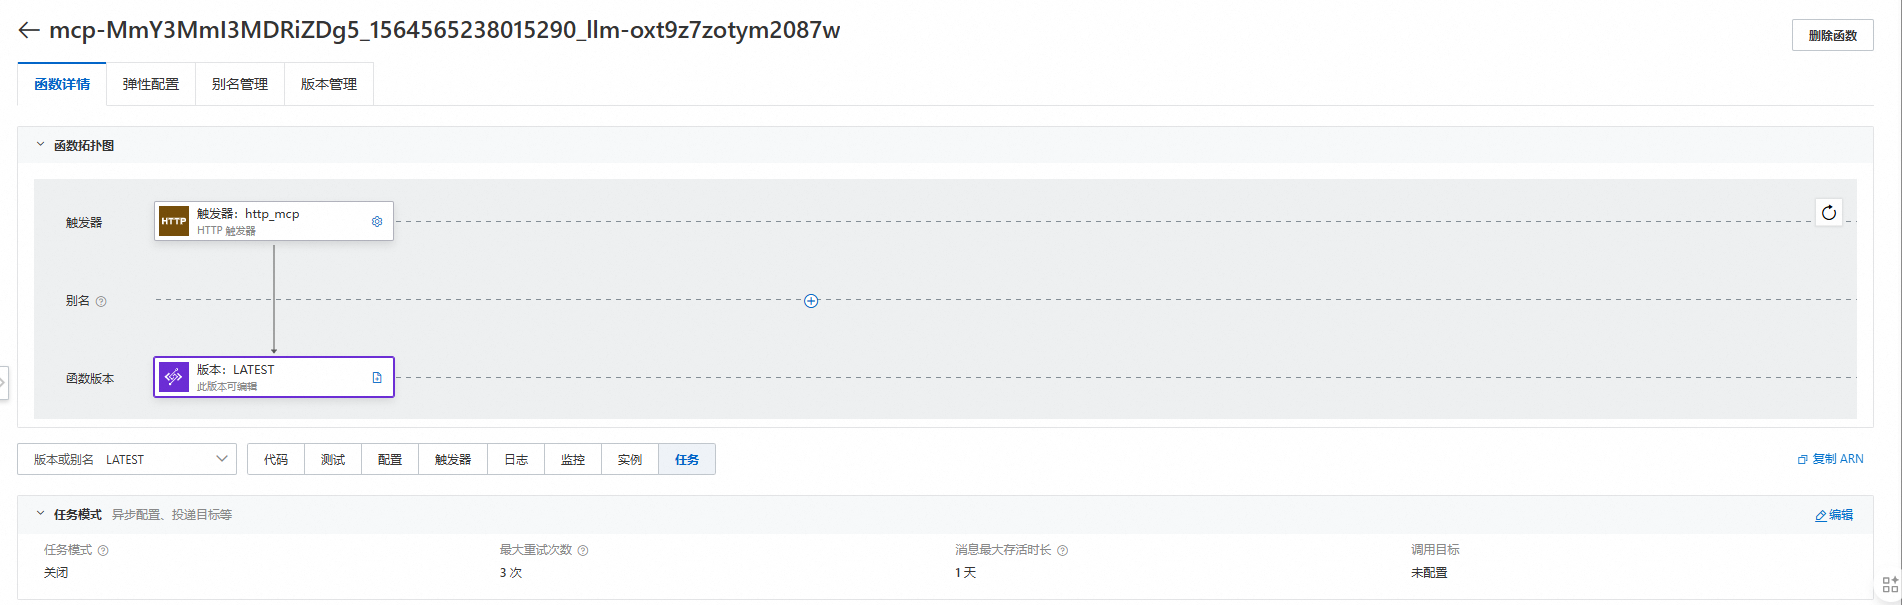 mcp-MmY3MmI3MDRiZDg5_1564565238015290_llm-oxt9z7zotym2087w
删除函数
函数详情 弹性配置 别名管理 版本管理
函数拓扑图
触发器
HTTP
触发器：http_mcp
HTTP 触发器
别名
函数版本
版本：LATEST
此版本可编辑
版本或别名 LATEST
代码 测试 配置 触发器 日志 监控 实例 任务
复制 ARN
任务模式 异步配置、投递目标等
编辑
任务模式 最大重试次数 消息最大存活时长 调用目标
关闭 3 次 1 天 未配置